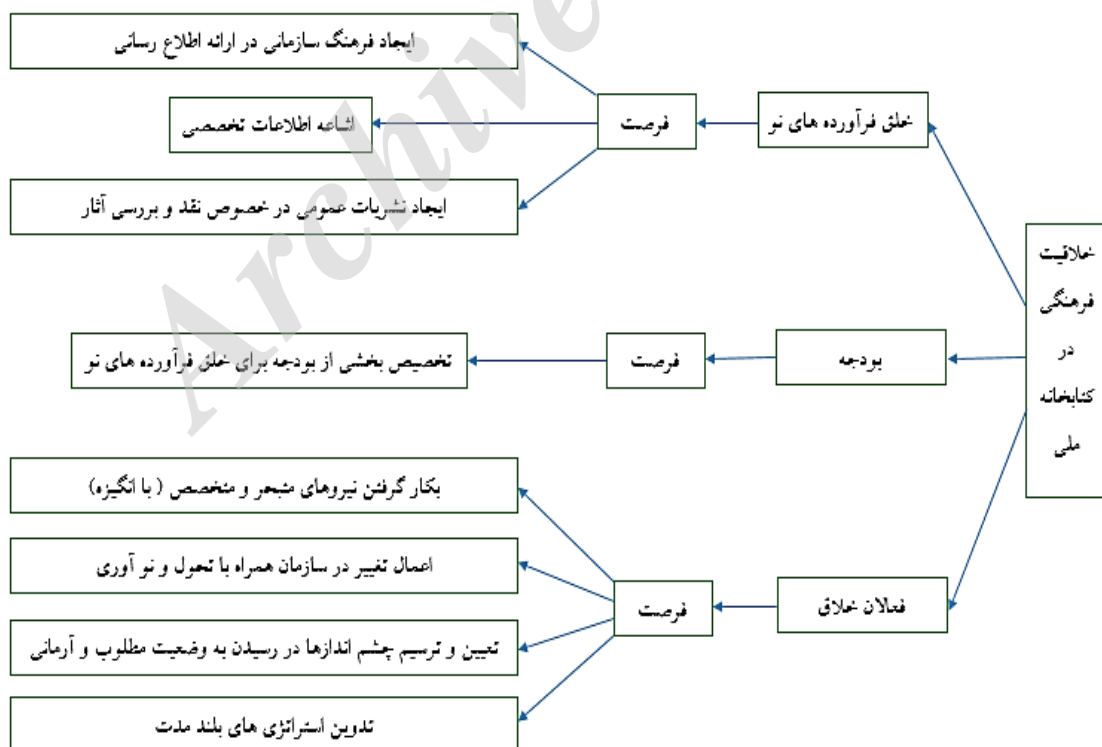 خلاقیت
فرهنگی
در
کتابخانه
ملی
خلق فرآورده های نو
فرصت
ایجاد فرهنگ سازمانی در ارائه اطلاع رسانی
اشاعه اطلاعات تخصصی
ایجاد نشریات عمومی در خصوص نقد و بررسی آثار
بودجه
فرصت
تخصیص بخشی از بودجه برای خلق فرآورده های نو
فعالان خلاق
فرصت
بکار گرفتن نیروهای متبحر و متخصص ( با انگیزه)
اعمال تغییر در سازمان همراه با تحول و نو آوری
تعیین و ترسیم چشم اندازها در رسیدن به وضعیت مطلوب و آرمانی
تدوین استراتژی های بلند مدت
Archive